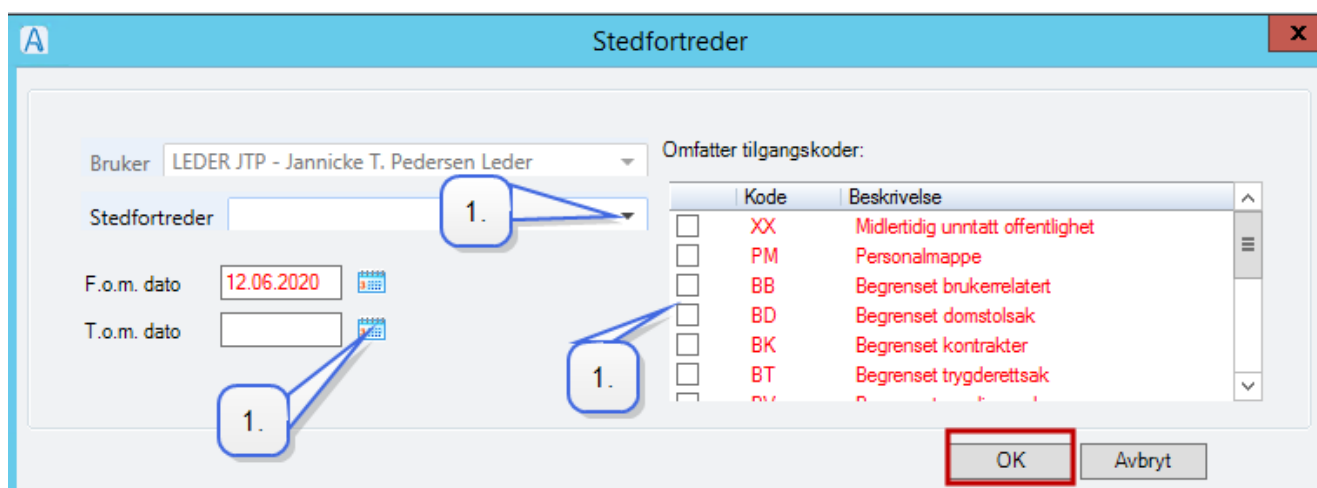 A
Stedfortreder
x
Bruker LEDER JTP - Jannicke T. Pedersen Leder
Stedfortreder
1.
F.o.m. dato 12.06.2020
T.o.m. dato
1.
Omfatter tilgangskoder:
Kode Beskrivelse
XX Midlertidig unntatt offentlighet
PM Personalmappe
BB Begrenset brukerrelatert
BD Begrenset domstolsak
BK Begrenset kontrakter
BT Begrenset trygderettsak
1.
OK Avbryt